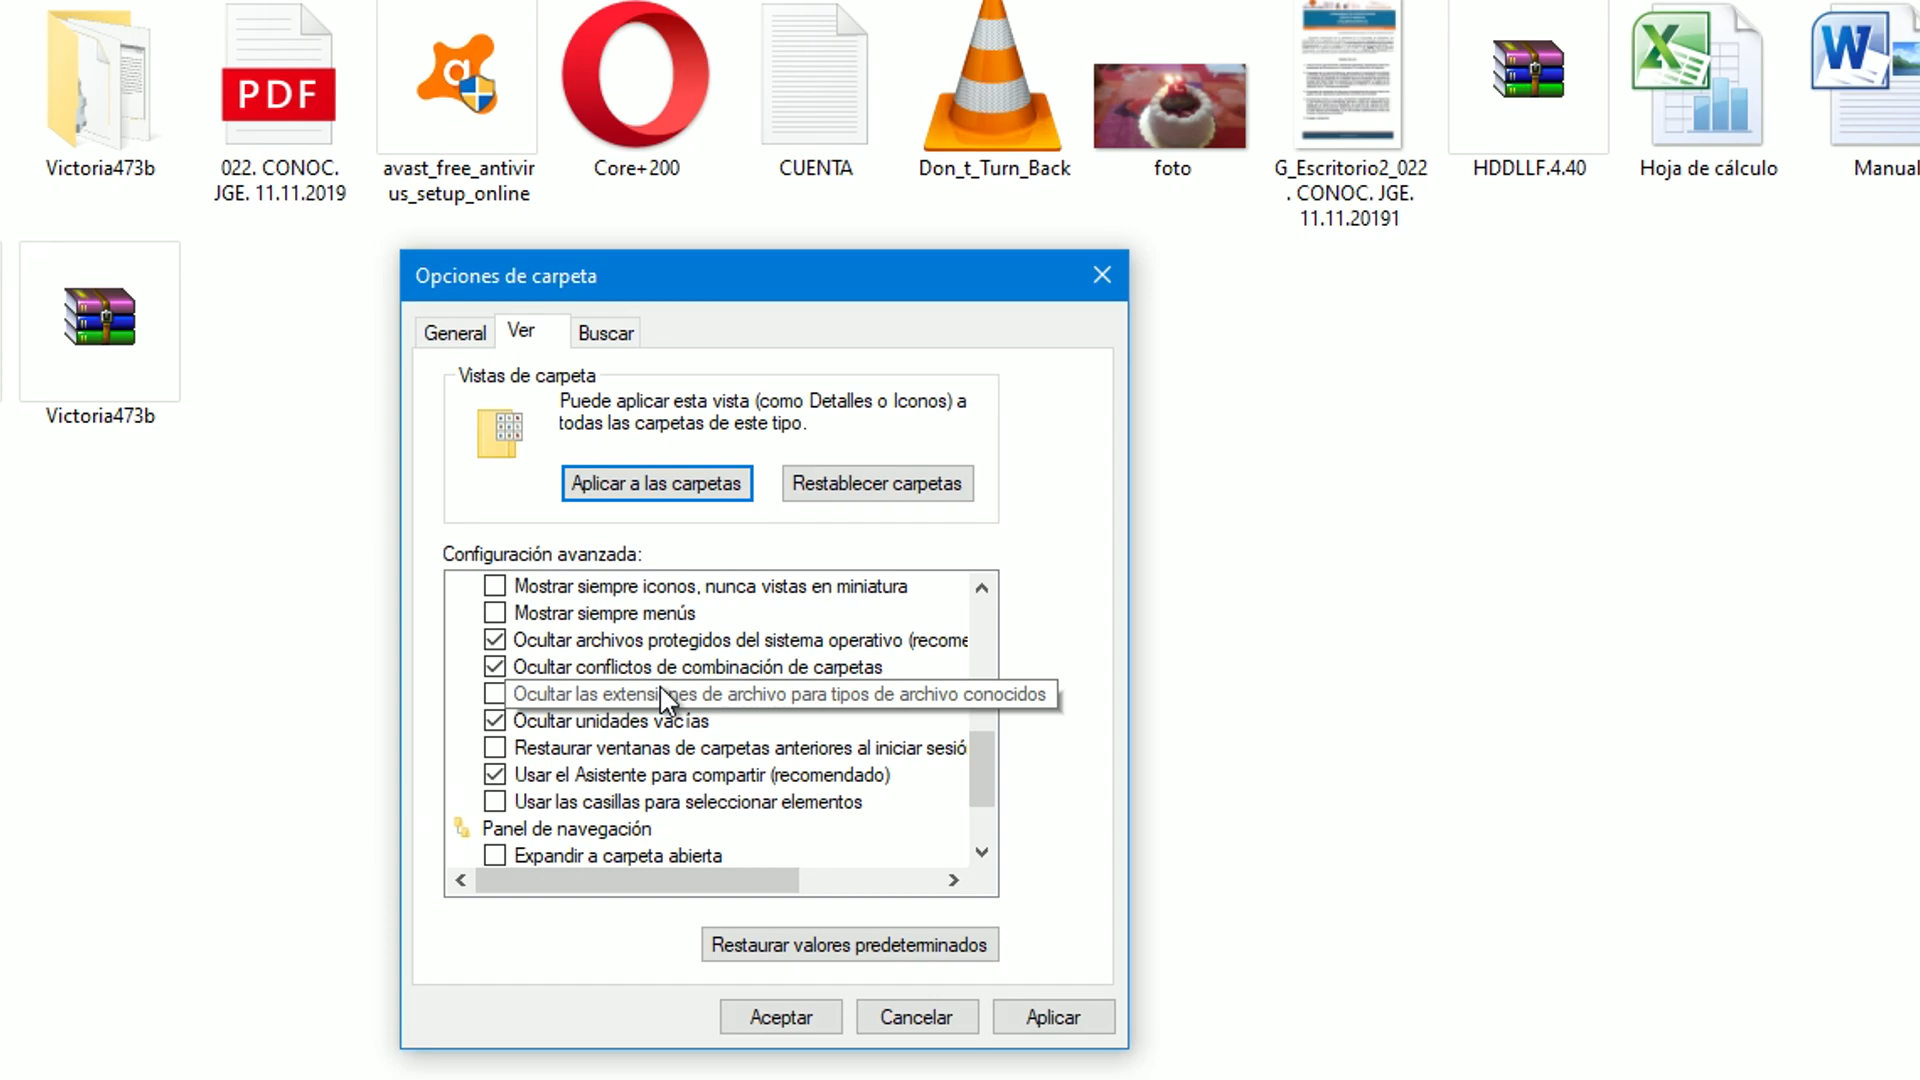 PDF
Victoria473b
022. CONOC.
JGE. 11.11.2019
avast_free_antivir
us_setup_online
Core+200
CUENTA
Don_t_Turn_Back
foto
G_Escritorio2_022
. CONOC. JGE.
11.11.20191
HDDLLF.4.40
Hoja de cálculo
Manual
Victoria473b
Opciones de carpeta
General
Ver
Buscar
Vistas de carpeta
Puede aplicar esta vista (como Detalles o Iconos) a
todas las carpetas de este tipo.
Aplicar a las carpetas
Restablecer carpetas
Configuración avanzada:
Mostrar siempre iconos, nunca vistas en miniatura
Mostrar siempre menús
Ocultar archivos protegidos del sistema operativo (recome
Ocultar conflictos de combinación de carpetas
Ocultar las extensiones de archivo para tipos de archivo conocidos
Ocultar unidades vacías
Restaurar ventanas de carpetas anteriores al iniciar sesió
Usar el Asistente para compartir (recomendado)
Usar las casillas para seleccionar elementos
Panel de navegación
Expandir a carpeta abierta
Restaurar valores predeterminados
Aceptar
Cancelar
Aplicar